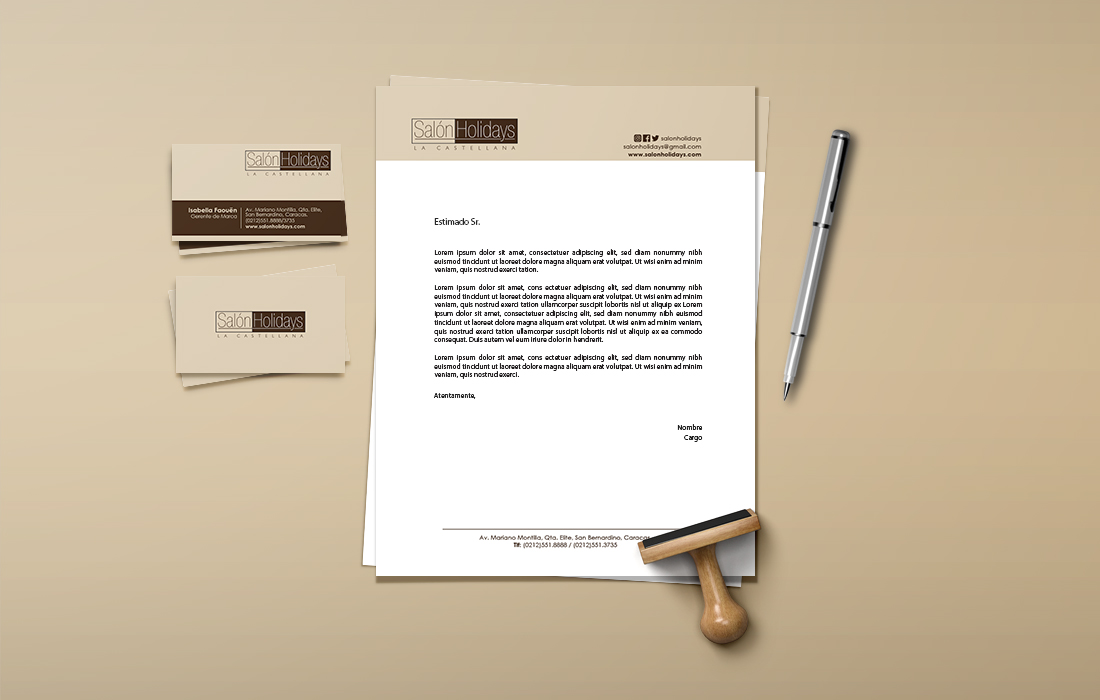 Salón Holidays
LA CASTELLANA
Isabella Faouën
Gerente de Marca
Av. Mariano Montilla, Qta. Elite,
San Bernardino, Caracas.
(0212)551.8888/3735
www.salonholidays.com
Salón Holidays
LA CASTELLANA
Salón Holidays
LA CASTELLANA
salonholidays
salonholidays@gmail.com
www.salonholidays.com
Estimado Sr.
Lorem ipsum dolor sit amet, consectetuer adipiscing elit, sed diam nonummy nibh
euismod tincidunt ut laoreet dolore magna aliquam erat volutpat. Ut wisi enim ad minim
veniam, quis nostrud exerci tation.
Lorem ipsum dolor sit amet, consectetuer adipiscing elit, sed diam nonummy nibh
euismod tincidunt ut laoreet dolore magna aliquam erat volutpat. Ut wisi enim ad minim
veniam, quis nostrud exerci tation ullamcorper suscipit lobortis nisl ut aliquip ex Lorem
ipsum dolor sit amet, consectetuer adipiscing elit, sed diam nonummy nibh euismod
tincidunt ut laoreet dolore magna aliquam erat volutpat. Ut wisi enim ad minim veniam,
quis nostrud exerci tation ullamcorper suscipit lobortis nisl ut aliquip ex ea commodo
consequat. Duis autem vel eum iriure dolor in hendrerit.
Lorem ipsum dolor sit amet, cons ectetuer adipiscing elit, sed diam nonummy nibh
euismod tincidunt ut laoreet dolore magna aliquam erat volutpat. Ut wisi enim ad minim
veniam, quis nostrud exerci.
Atentamente,
Nombre
Cargo
Av. Mariano Montilla, Qta. Elite, San Bernardino, Caracas
Tlf: (0212)551.8888 / (0212)551.3735